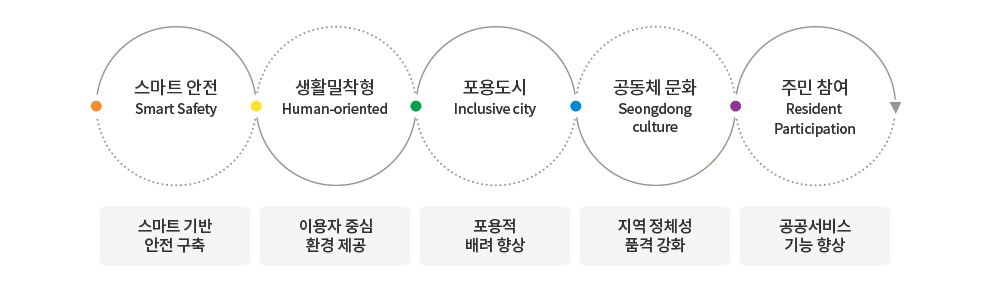 스마트 안전
Smart Safety
생활밀착형
Human-oriented
포용도시
Inclusive city
공동체 문화
Seongdong
culture
주민 참여
Resident
Participation
스마트 기반
안전 구축
이용자 중심
환경 제공
포용적
배려 향상
지역 정체성
품격 강화
공공서비스
기능 향상